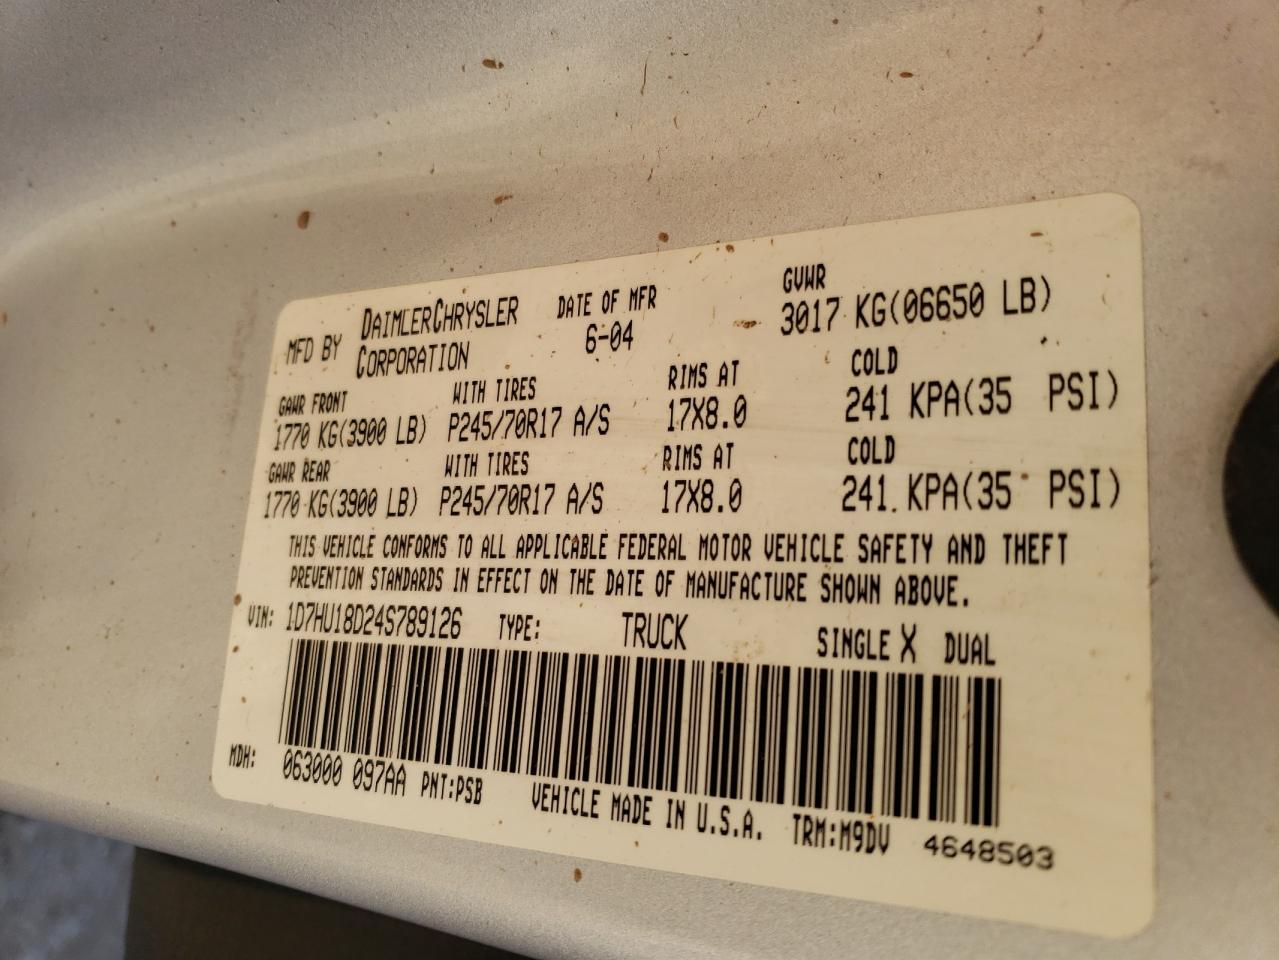 MFD BY DAIMLERCHRYSLER CORPORATION DATE OF MFR 6-04 GVWR 3017 KG(06650 LB)
GAWR FRONT WITH TIRES RIMS AT COLD
1770 KG(3900 LB) P245/70R17 A/S 17X8.0 241 KPA(35 PSI)
GAWR REAR WITH TIRES RIMS AT COLD
1770 KG(3900 LB) P245/70R17 A/S 17X8.0 241 KPA(35 PSI)
THIS VEHICLE CONFORMS TO ALL APPLICABLE FEDERAL MOTOR VEHICLE SAFETY AND THEFT
PREVENTION STANDARDS IN EFFECT ON THE DATE OF MANUFACTURE SHOWN ABOVE.
VIN: 1D7HU18D24S789126 TYPE: TRUCK SINGLE X DUAL
MDH: 063000 097AA PNT:PSB VEHICLE MADE IN U.S.A. TRM:M9DV 4648503